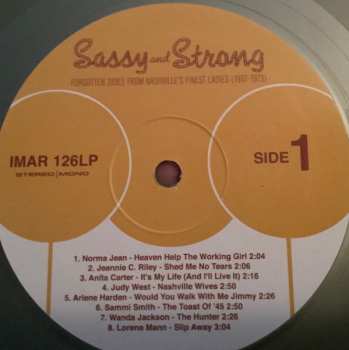 Sassy and Strong
FORGOTTEN SIDES FROM NASHVILLE'S FINEST LADIES (1967-1973)
IMAR 126LP
STEREO/MONO
SIDE 1
1. Norma Jean - Heaven Help The Working Girl 2:04
2. Jeannie C. Riley - Shed Me No Tears 2:06
3. Anita Carter - It's My Life (And I'll Live It) 2:16
4. Judy West - Nashville Wives 2:50
5. Arlene Harden - Would You Walk With Me Jimmy 2:26
6. Sammi Smith - The Toast Of '45 2:50
7. Wanda Jackson - The Hunter 2:26
8. Lorene Mann - Slip Away 3:04